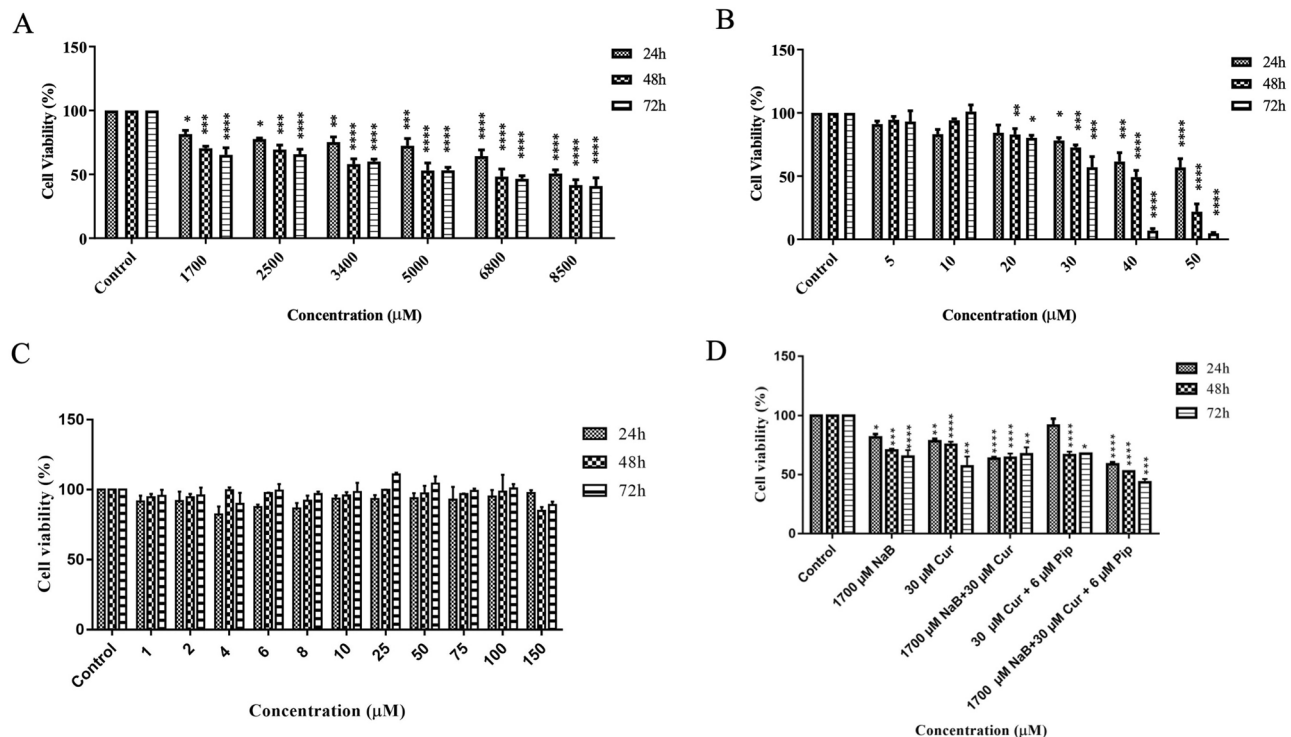 A
Cell Viability (%)
150
100
50
0
* *** ****
* *** ****
** **** ****
*** **** ****
**** **** ****
**** **** ****
24h
48h
72h
Control 1700 2500 3400 5000 6800 8500
Concentration (μM)
B
Cell Viability (%)
150
100
50
0
** *
* *** ***
*** **** ****
**** **** ****
24h
48h
72h
Control 5 10 20 30 40 50
Concentration (μM)
C
Cell viability (%)
150
100
50
0
24h
48h
72h
Control 1 2 4 6 8 10 25 50 75 100 150
Concentration (μM)
D
Cell viability (%)
150
100
50
0
* *** ****
** **** **
**** **** **
**** *
**** **** ***
24h
48h
72h
Control
1700 μM NaB
30 μM Cur
1700 μM NaB+30 μM Cur
30 μM Cur + 6 μM Pip
1700 μM NaB+30 μM Cur + 6 μM Pip
Concentration (μM)